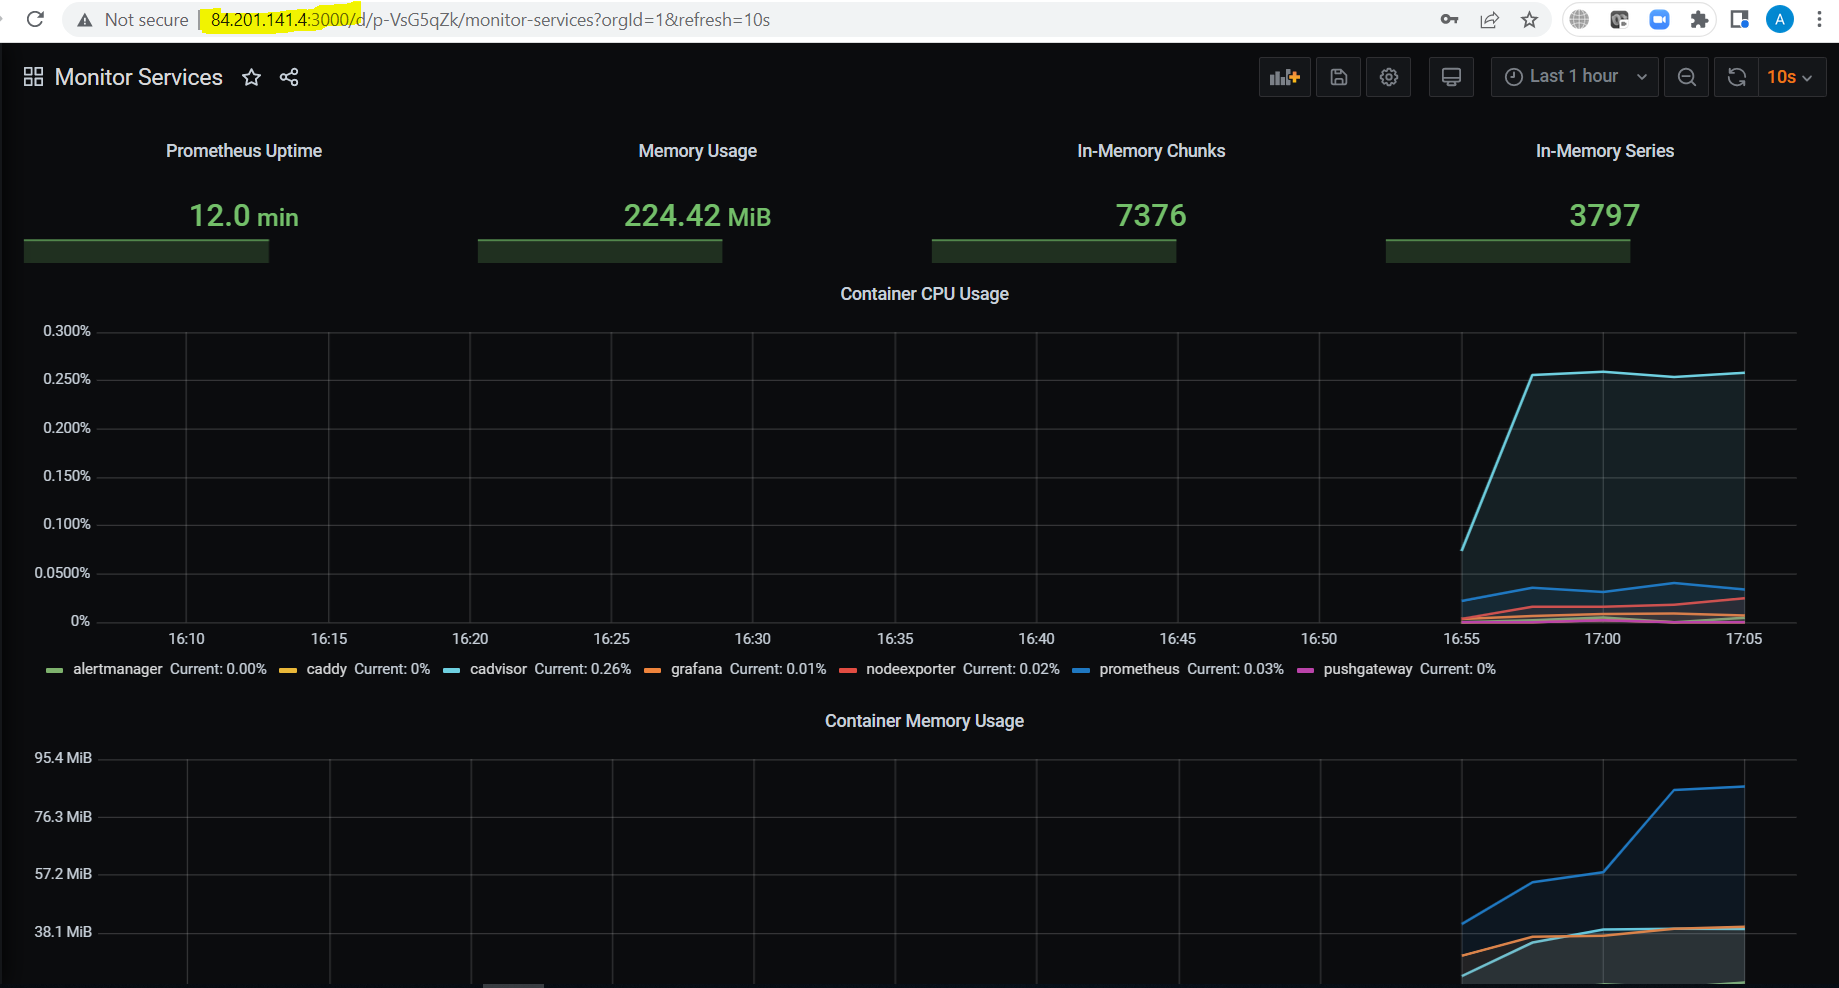 Not secure | 84.201.141.4:3000/d/p-VsG5qZk/monitor-services?orgId=1&refresh=10s
A
Monitor Services
Last 1 hour
10s
Prometheus Uptime
Memory Usage
In-Memory Chunks
In-Memory Series
12.0 min
224.42 MiB
7376
3797
Container CPU Usage
0.300%
0.250%
0.200%
0.150%
0.100%
0.0500%
0%
16:10 16:15 16:20 16:25 16:30 16:35 16:40 16:45 16:50 16:55 17:00 17:05
alertmanager Current: 0.00% caddy Current: 0% cadvisor Current: 0.26% grafana Current: 0.01% nodeexporter Current: 0.02% prometheus Current: 0.03% pushgateway Current: 0%
Container Memory Usage
95.4 MiB
76.3 MiB
57.2 MiB
38.1 MiB